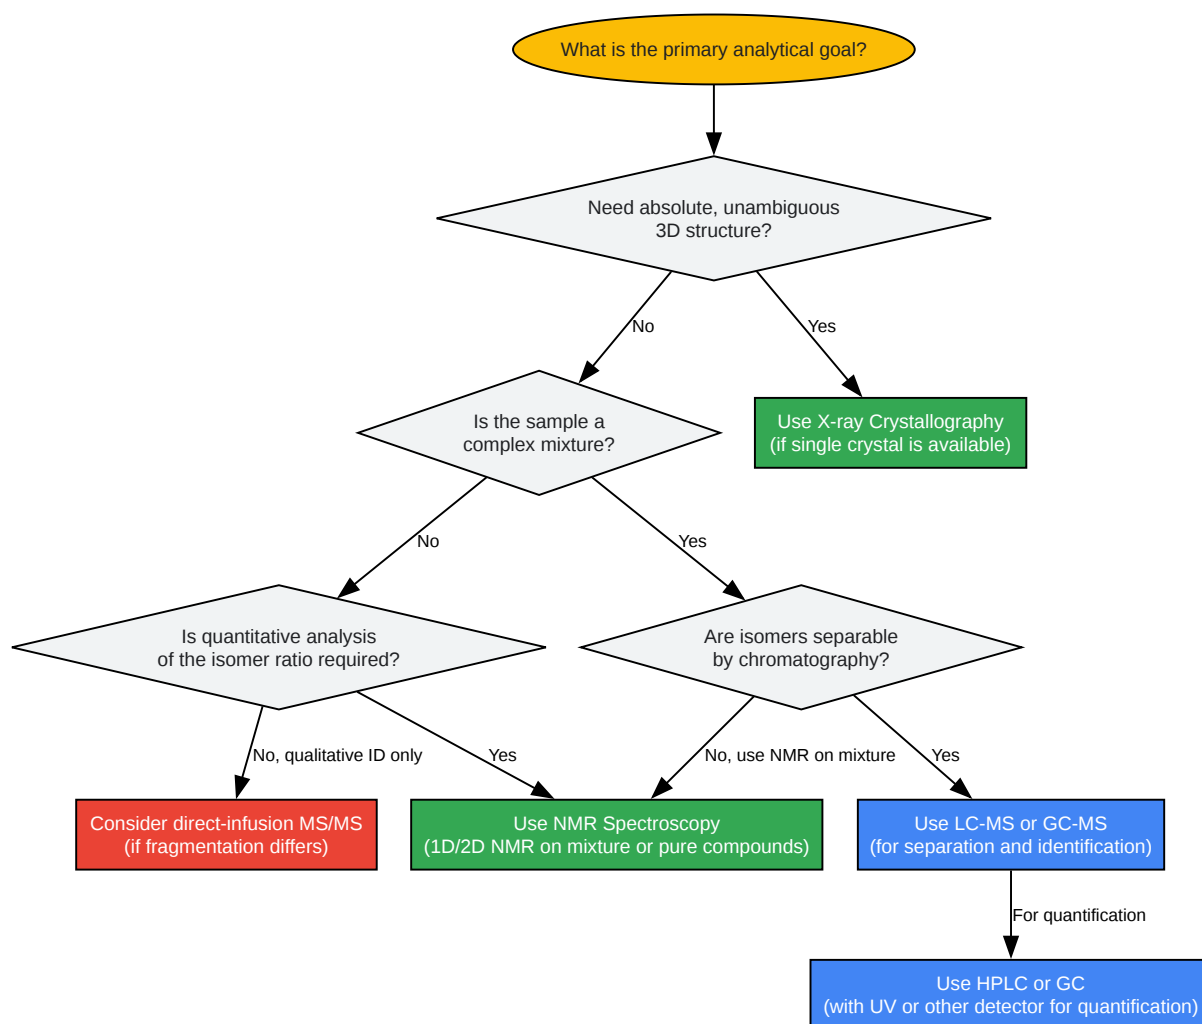 What is the primary analytical goal?
Need absolute, unambiguous
3D structure?
No
Yes
Is the sample a
complex mixture?
Use X-ray Crystallography
(if single crystal is available)
No
Yes
Is quantitative analysis
of the isomer ratio required?
Are isomers separable
by chromatography?
No, qualitative ID only
Yes
No, use NMR on mixture
Yes
Consider direct-infusion MS/MS
(if fragmentation differs)
Use NMR Spectroscopy
(1D/2D NMR on mixture or pure compounds)
Use LC-MS or GC-MS
(for separation and identification)
For quantification
Use HPLC or GC
(with UV or other detector for quantification)